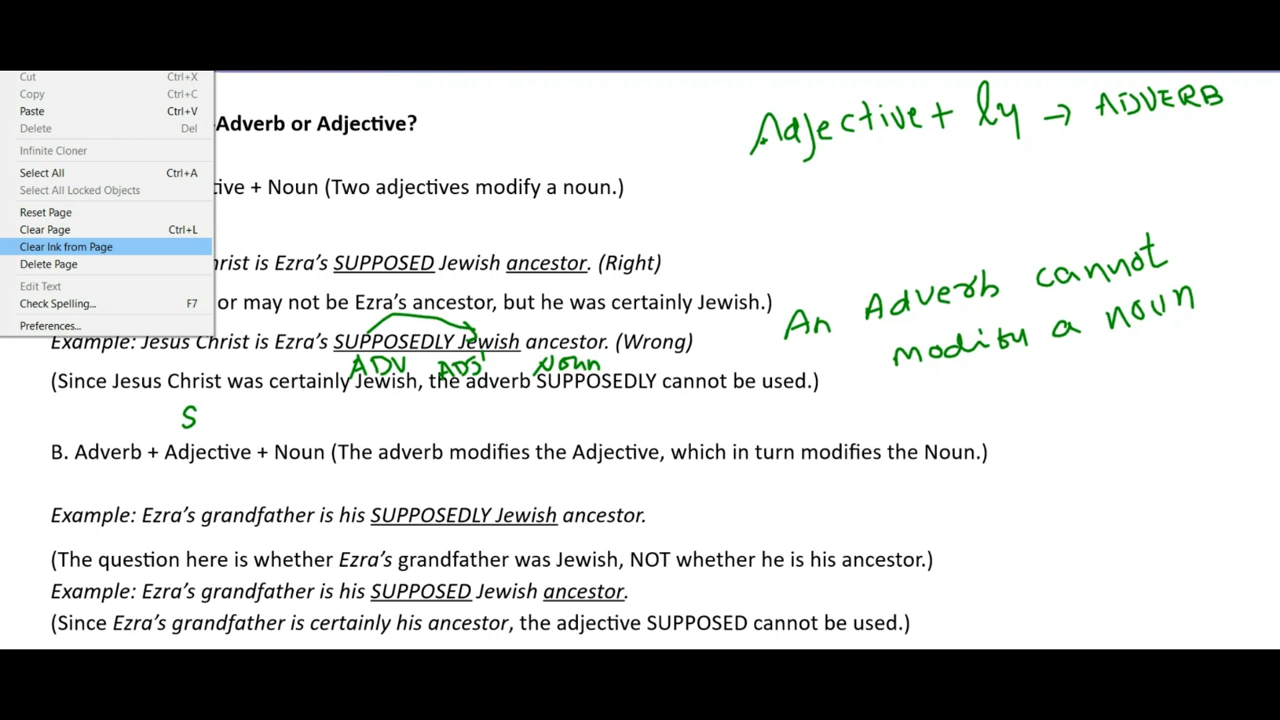 Cut Ctrl+X
Copy Ctrl+C
Paste Ctrl+V
Delete Del
Infinite Cloner
Select All Ctrl+A
Select All Locked Objects
Reset Page
Clear Page Ctrl+L
Clear Ink from Page
Delete Page
Edit Text
Check Spelling... F7
Preferences...
Adjective + ly → ADVERB
-Adverb or Adjective?
tive + Noun (Two adjectives modify a noun.)
hrist is Ezra’s SUPPOSED Jewish ancestor. (Right)
or may not be Ezra’s ancestor, but he was certainly Jewish.)
An Adverb cannot
modify a noun
Example: Jesus Christ is Ezra’s SUPPOSEDLY Jewish ancestor. (Wrong)
ADV ADJ Noun
(Since Jesus Christ was certainly Jewish, the adverb SUPPOSEDLY cannot be used.)
S
B. Adverb + Adjective + Noun (The adverb modifies the Adjective, which in turn modifies the Noun.)
Example: Ezra’s grandfather is his SUPPOSEDLY Jewish ancestor.
(The question here is whether Ezra’s grandfather was Jewish, NOT whether he is his ancestor.)
Example: Ezra’s grandfather is his SUPPOSED Jewish ancestor.
(Since Ezra’s grandfather is certainly his ancestor, the adjective SUPPOSED cannot be used.)